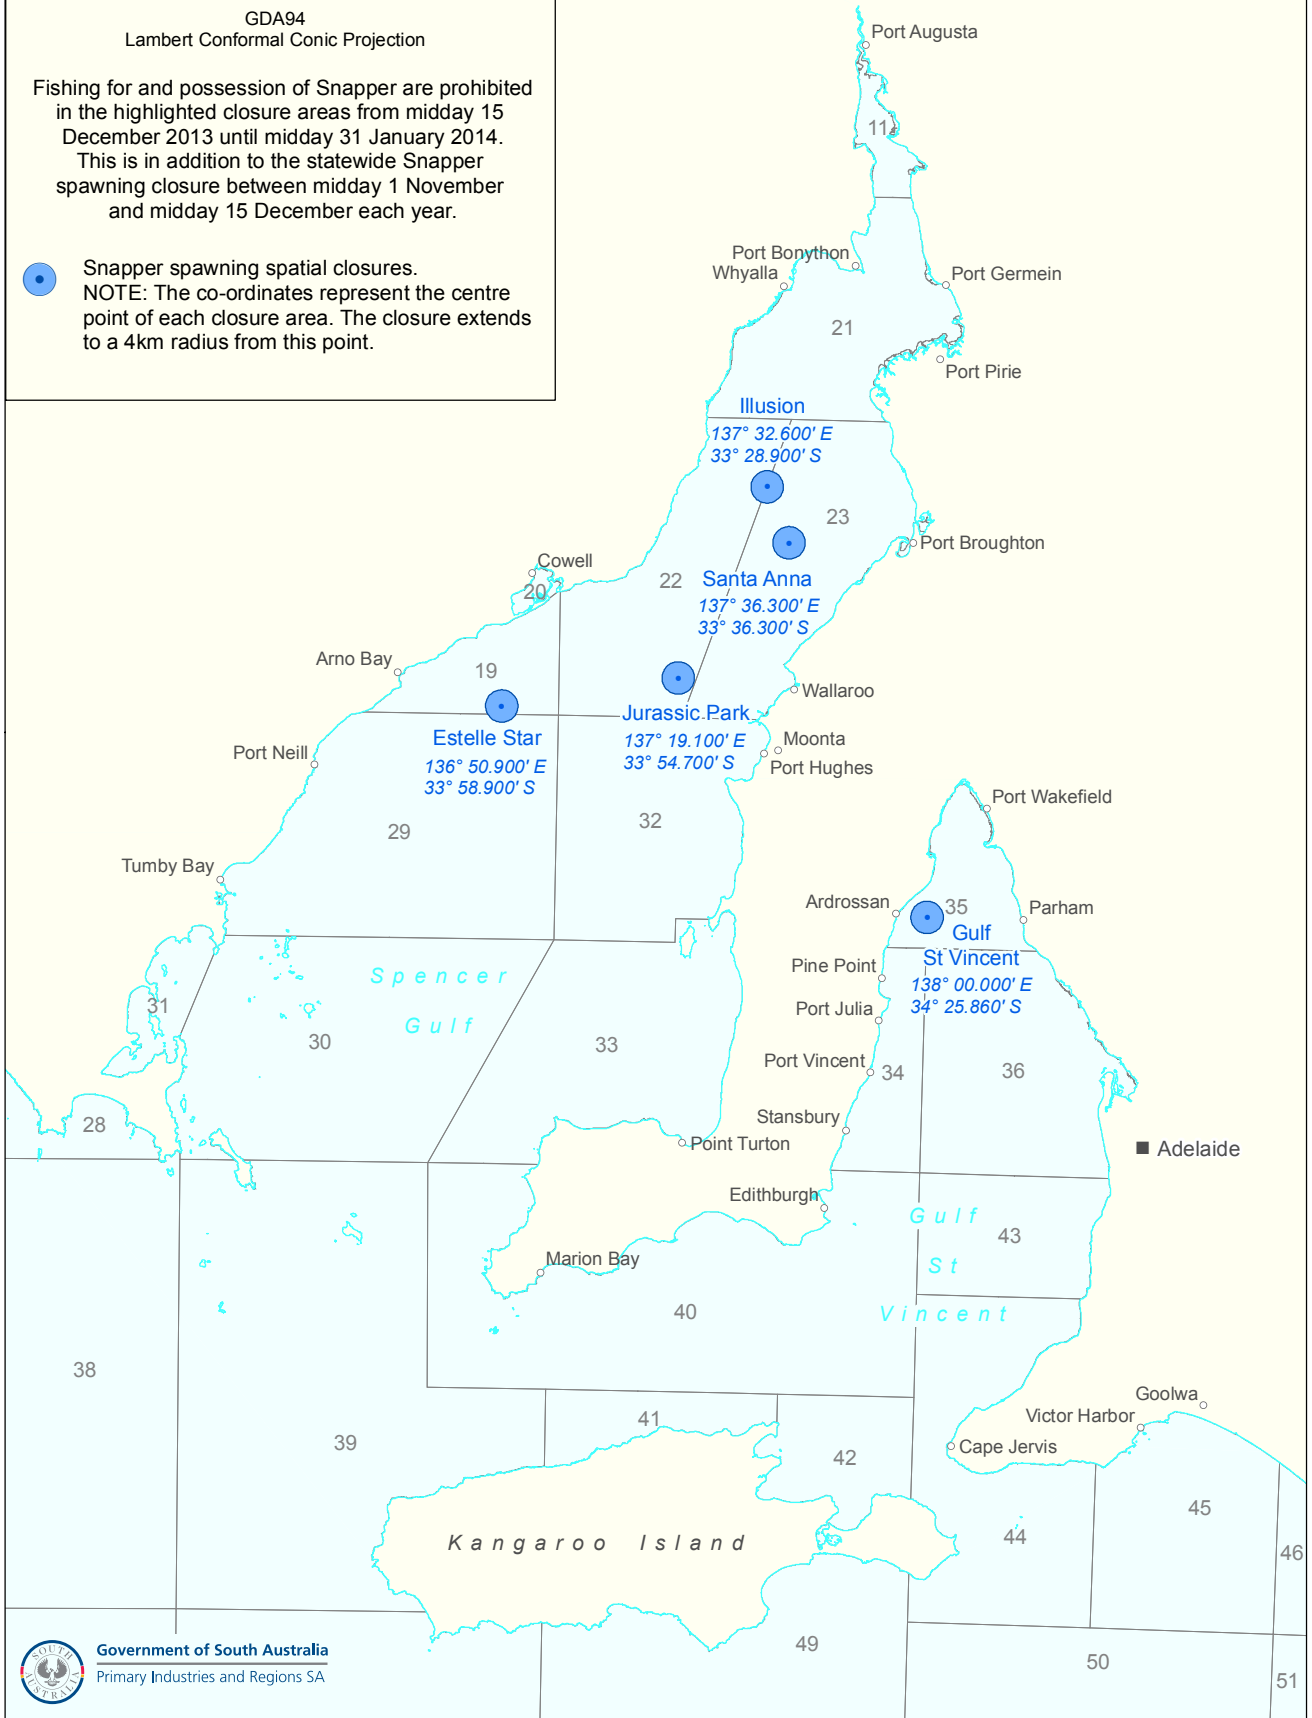 GDA94
Lambert Conformal Conic Projection
Fishing for and possession of Snapper are prohibited
in the highlighted closure areas from midday 15
December 2013 until midday 31 January 2014.
This is in addition to the statewide Snapper
spawning closure between midday 1 November
and midday 15 December each year.
Snapper spawning spatial closures.
NOTE: The co-ordinates represent the centre
point of each closure area. The closure extends
to a 4km radius from this point.
Port Augusta
11
Port Bonython
Whyalla
Port Germein
21
Port Pirie
Illusion
137° 32.600' E
33° 28.900' S
23
Port Broughton
Cowell
20
22
Santa Anna
137° 36.300' E
33° 36.300' S
Arno Bay
19
Wallaroo
Jurassic Park
137° 19.100' E
33° 54.700' S
Estelle Star
136° 50.900' E
33° 58.900' S
Moonta
Port Hughes
Port Neill
Port Wakefield
29
32
Tumby Bay
Ardrossan
35
Parham
Gulf
St Vincent
138° 00.000' E
34° 25.860' S
Pine Point
Spencer
Gulf
31
Port Julia
30
33
Port Vincent
34
36
28
Stansbury
Point Turton
Adelaide
Edithburgh
Gulf
St
Vincent
43
Marion Bay
40
38
Goolwa
41
Victor Harbor
39
Cape Jervis
42
45
44
Kangaroo Island
46
49
50
51
SOUTH
AUSTRALIA
Government of South Australia
Primary Industries and Regions SA